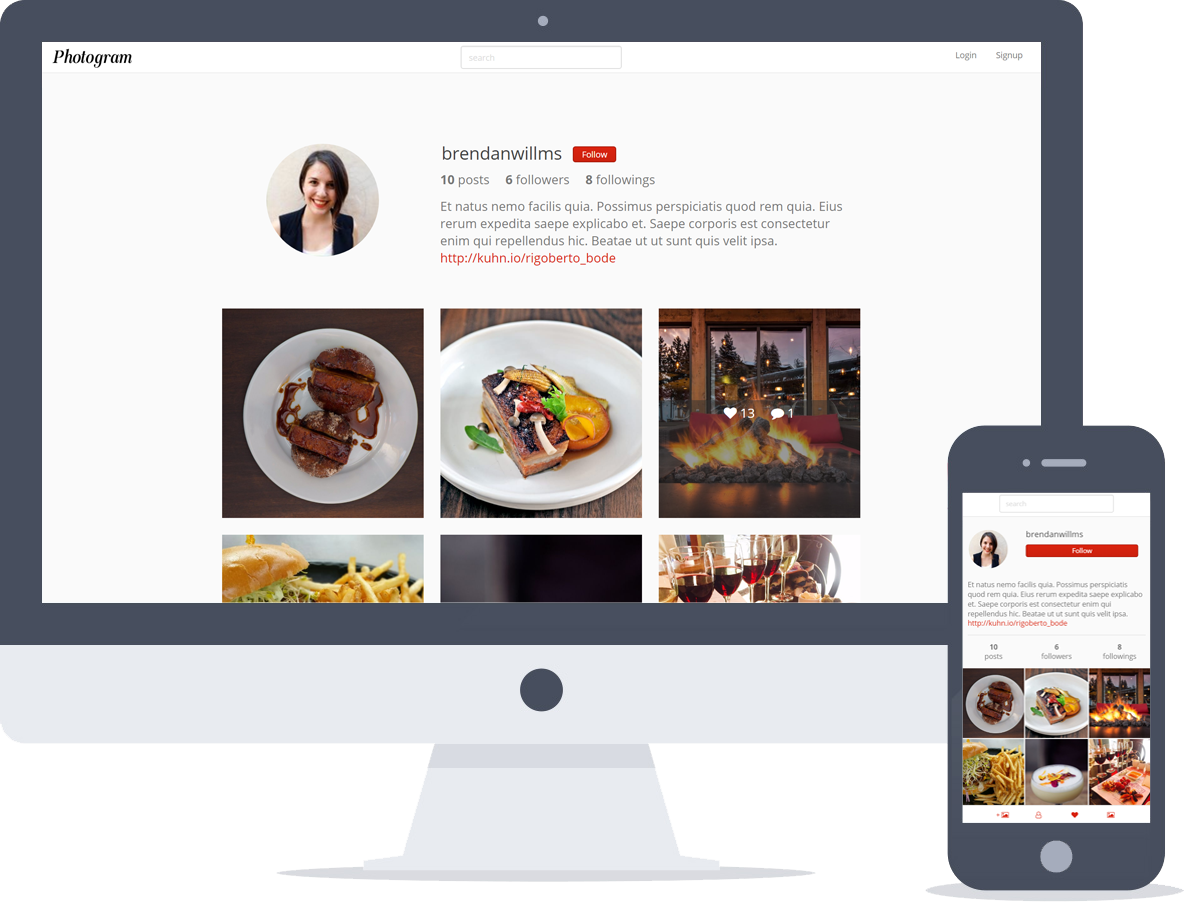 Photogram
search
Login Signup
brendanwillms Follow
10 posts 6 followers 8 followings
Et natus nemo facilis quia. Possimus perspiciatis quod rem quia. Eius
rerum expedita saepe explicabo et. Saepe corporis est consectetur
enim qui repellendus hic. Beatae ut ut sunt quis velit ipsa.
http://kuhn.io/rigoberto_bode
13 1
search
brendanwillms
Follow
Et natus nemo facilis quia. Possimus perspiciatis
quod rem quia. Eius rerum expedita saepe explicabo
et. Saepe corporis est consectetur enim qui
repellendus hic. Beatae ut ut sunt quis velit ipsa.
http://kuhn.io/rigoberto_bode
10 6 8
posts followers followings